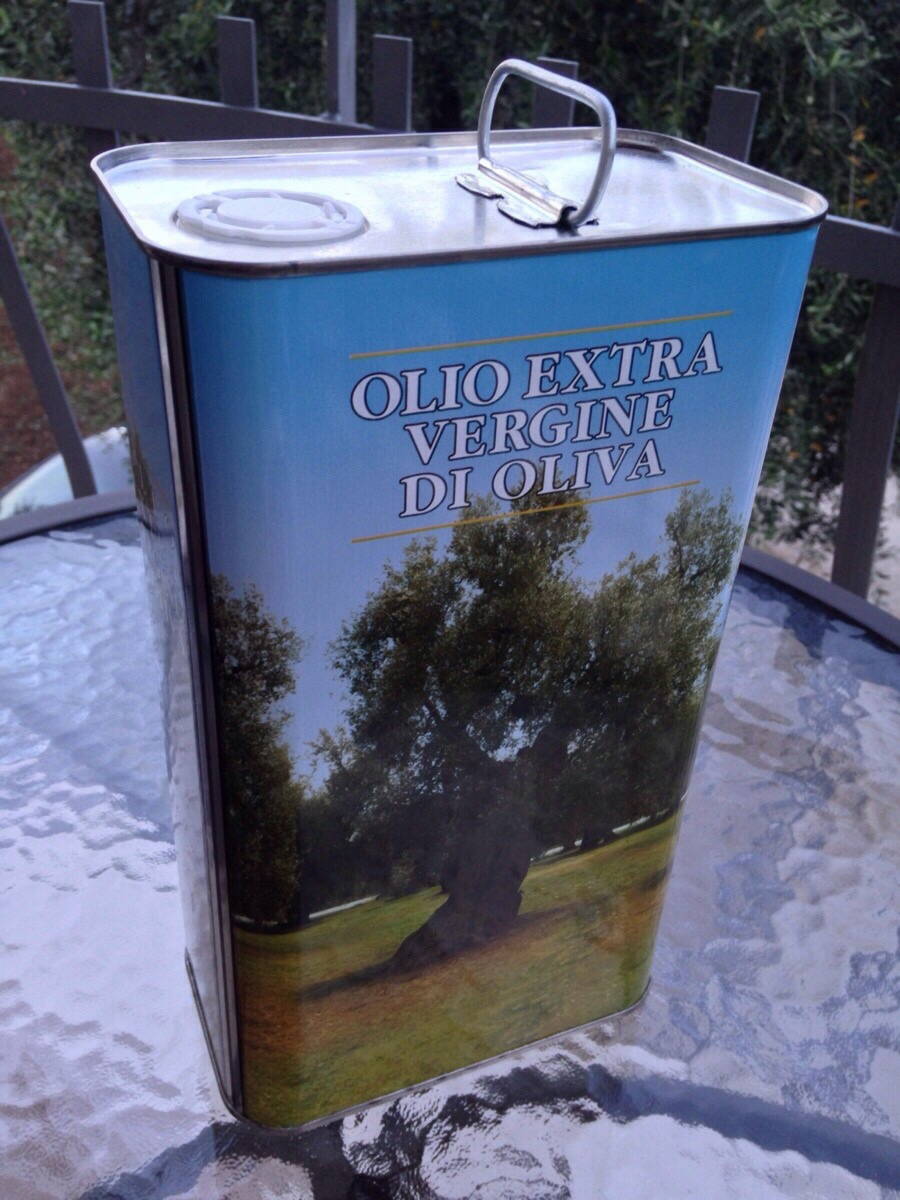 OLIO EXTRA
VERGINE
DI OLIVA